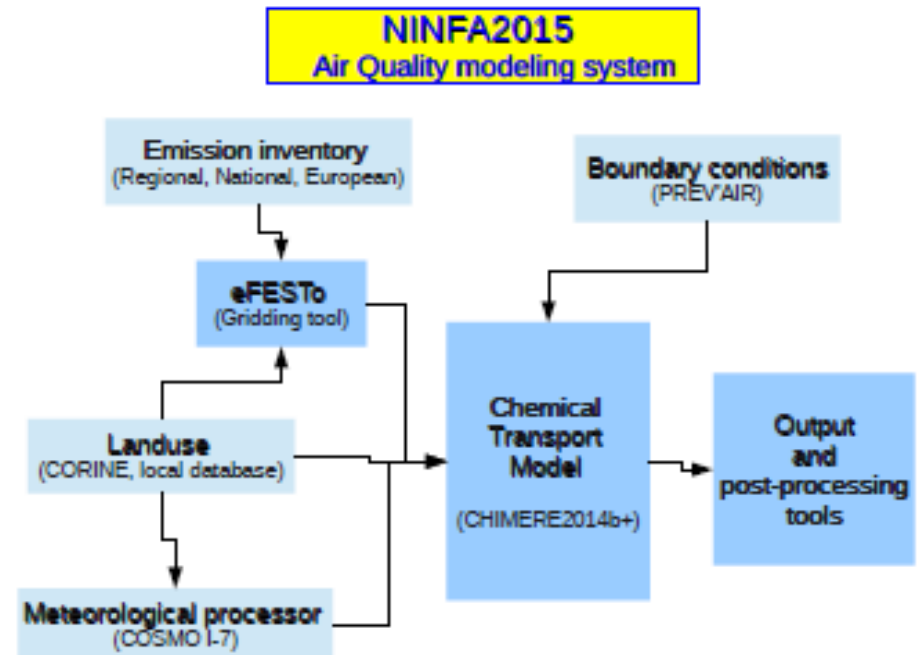 NINFA2015
Air Quality modeling system
Emission inventory
(Regional, National, European)
Boundary conditions
(PREV'AIR)
eFESTo
(Gridding tool)
Chemical
Transport
Model
(CHIMERE2014b+)
Output
and
post-processing
tools
Landuse
(CORINE, local database)
Meteorological processor
(COSMO I-7)